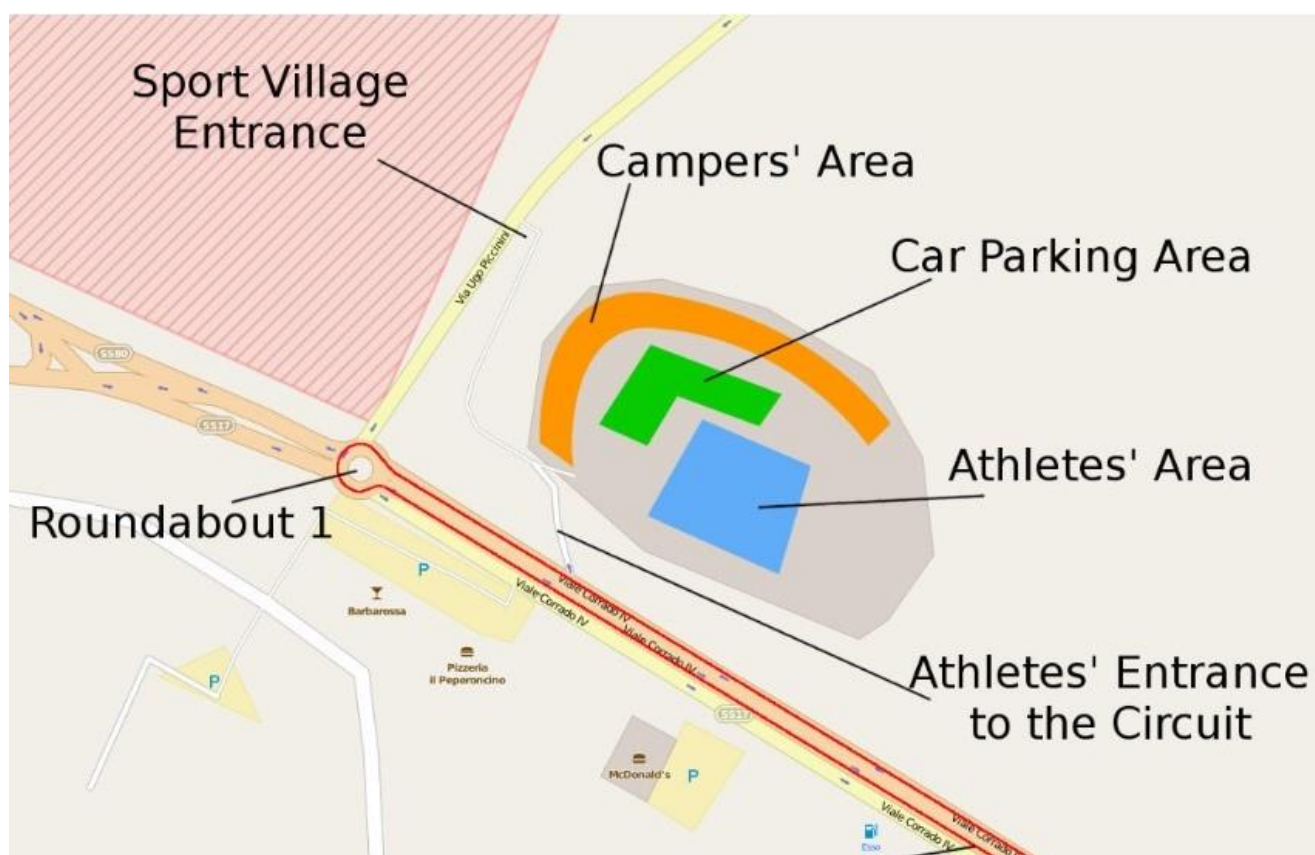 Sport Village
Entrance
Campers' Area
Via Ugo Piccinini
Car Parking Area
SS80
SS17
Athletes' Area
Roundabout 1
P
Barbarossa
Viale Corrado IV
Viale Corrado IV
Viale Corrado IV
Pizzeria
il Peperoncino
P
Athletes' Entrance
to the Circuit
SS17
McDonald's
P
Viale Corrado IV
Viale Corrado
Esso